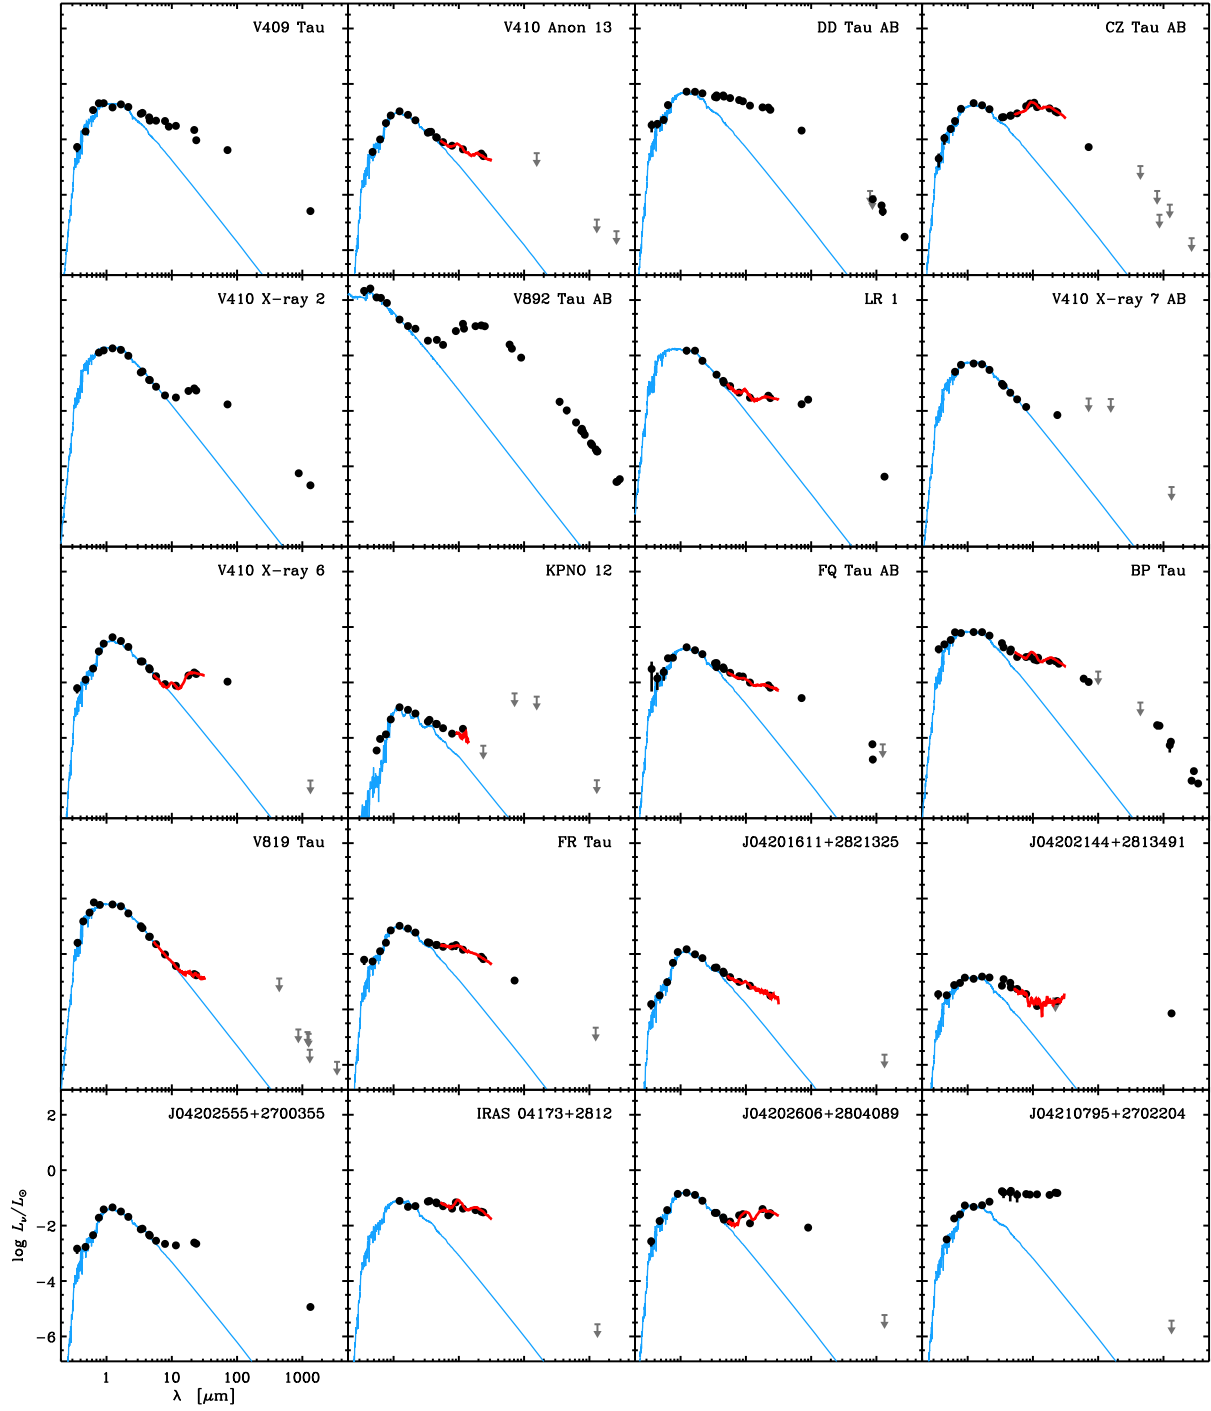 V409 Tau
V410 Anon 13
DD Tau AB
CZ Tau AB
V410 X-ray 2
V892 Tau AB
LR 1
V410 X-ray 7 AB
V410 X-ray 6
KPNO 12
FQ Tau AB
BP Tau
V819 Tau
FR Tau
J04201611+2821325
J04202144+2813491
J04202555+2700355
IRAS 04173+2812
J04202606+2804089
J04210795+2702204
2
0
−2
−4
−6
log Lν/L⊙
1 10 100 1000
λ [μm]